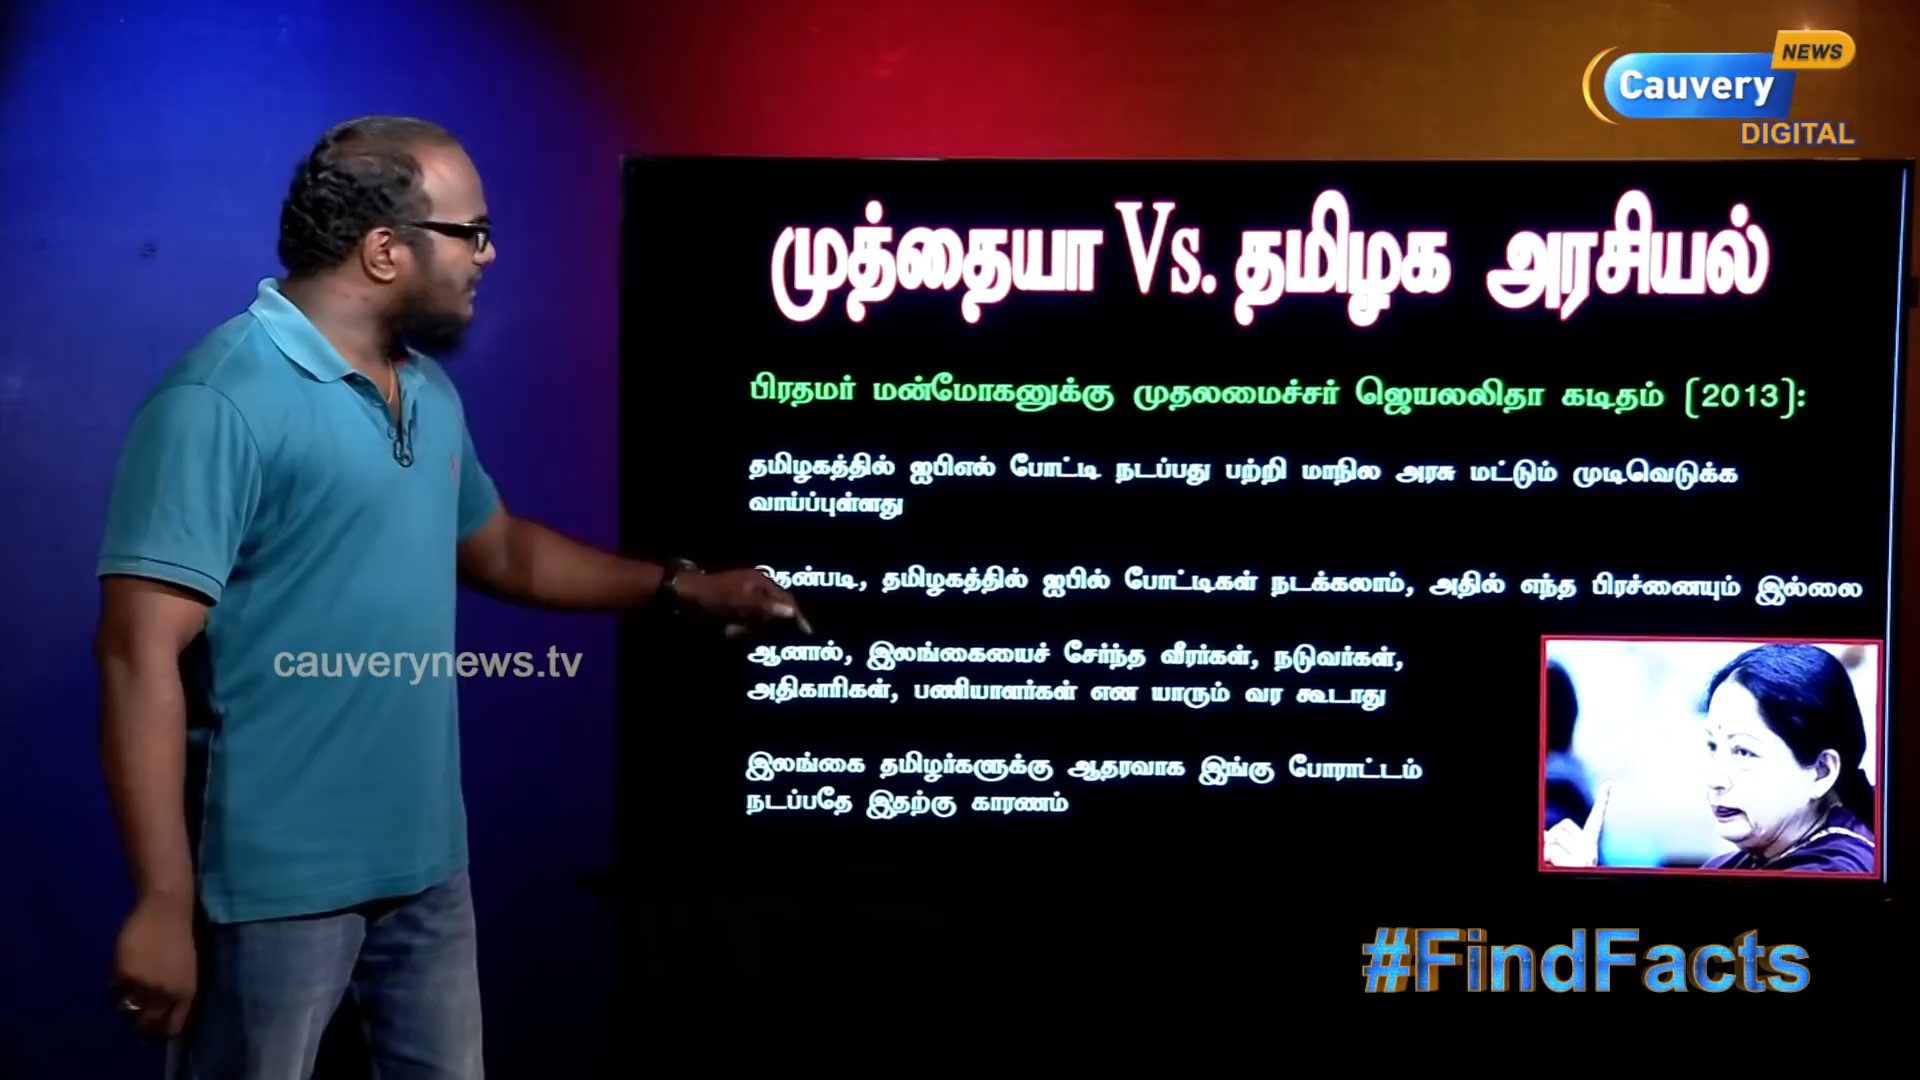 Cauvery NEWS
DIGITAL
முத்தையா Vs. தமிழக அரசியல்
பிரதமர் மன்மோகனுக்கு முதலமைச்சர் ஜெயலலிதா கடிதம் (2013):
தமிழகத்தில் ஐபிஎல் போட்டி நடப்பது பற்றி மாநில அரசு மட்டும் முடிவெடுக்க
வாய்ப்புள்ளது
இதன்படி, தமிழகத்தில் ஐபில் போட்டிகள் நடக்கலாம், அதில் எந்த பிரச்னையும் இல்லை
ஆனால், இலங்கையைச் சேர்ந்த வீரர்கள், நடுவர்கள்,
அதிகாரிகள், பணியாளர்கள் என யாரும் வர கூடாது
இலங்கை தமிழர்களுக்கு ஆதரவாக இங்கு போராட்டம்
நடப்பதே இதற்கு காரணம்
cauverynews.tv
#FindFacts